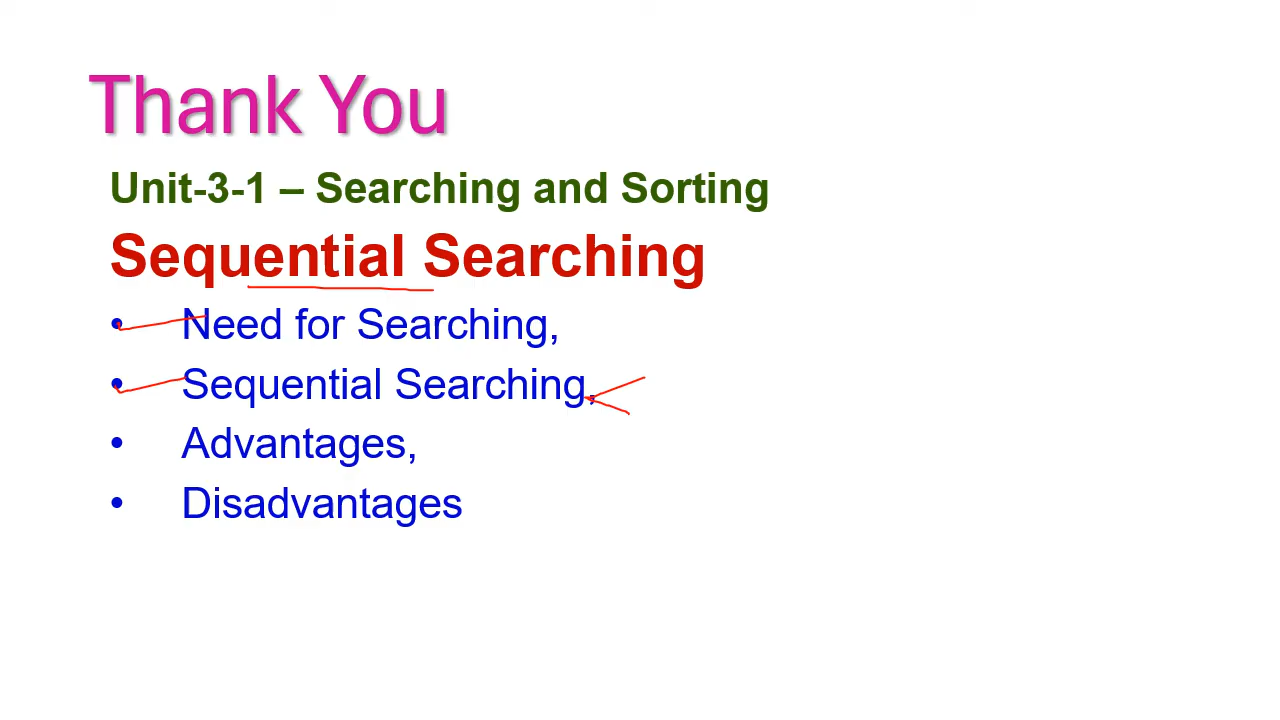 Thank You
Unit-3-1 – Searching and Sorting
Sequential Searching
• Need for Searching,
• Sequential Searching,
• Advantages,
• Disadvantages